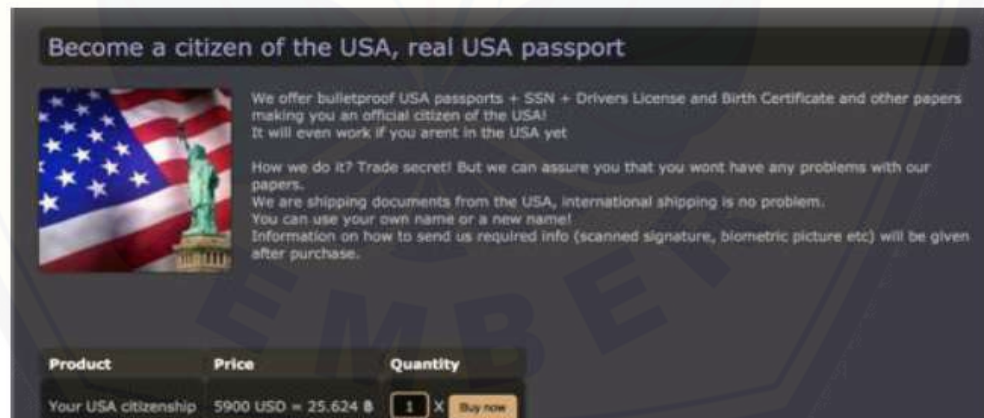 Become a citizen of the USA, real USA passport
We offer bulletproof USA passports + SSN + Drivers License and Birth Certificate and other papers
making you an official citizen of the USA!
It will even work if you arent in the USA yet
How we do it? Trade secret! But we can assure you that you wont have any problems with our
papers.
We are shipping documents from the USA, international shipping is no problem.
You can use your own name or a new name!
Information on how to send us required info (scanned signature, biometric picture etc) will be given
after purchase.
EMBER
Product Price Quantity
Your USA citizenship 5900 USD = 25.624 ฿ 1 X Buy now